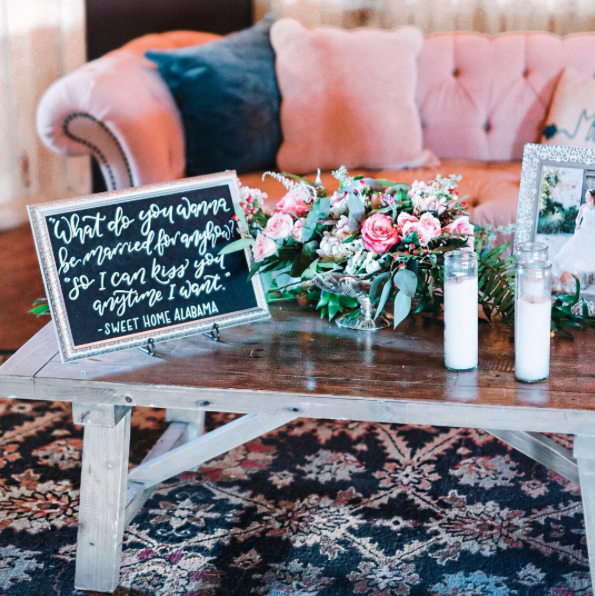 "What do you wanna
be married for anyhow?"
"So I can kiss you
anytime I want."
- SWEET HOME ALABAMA